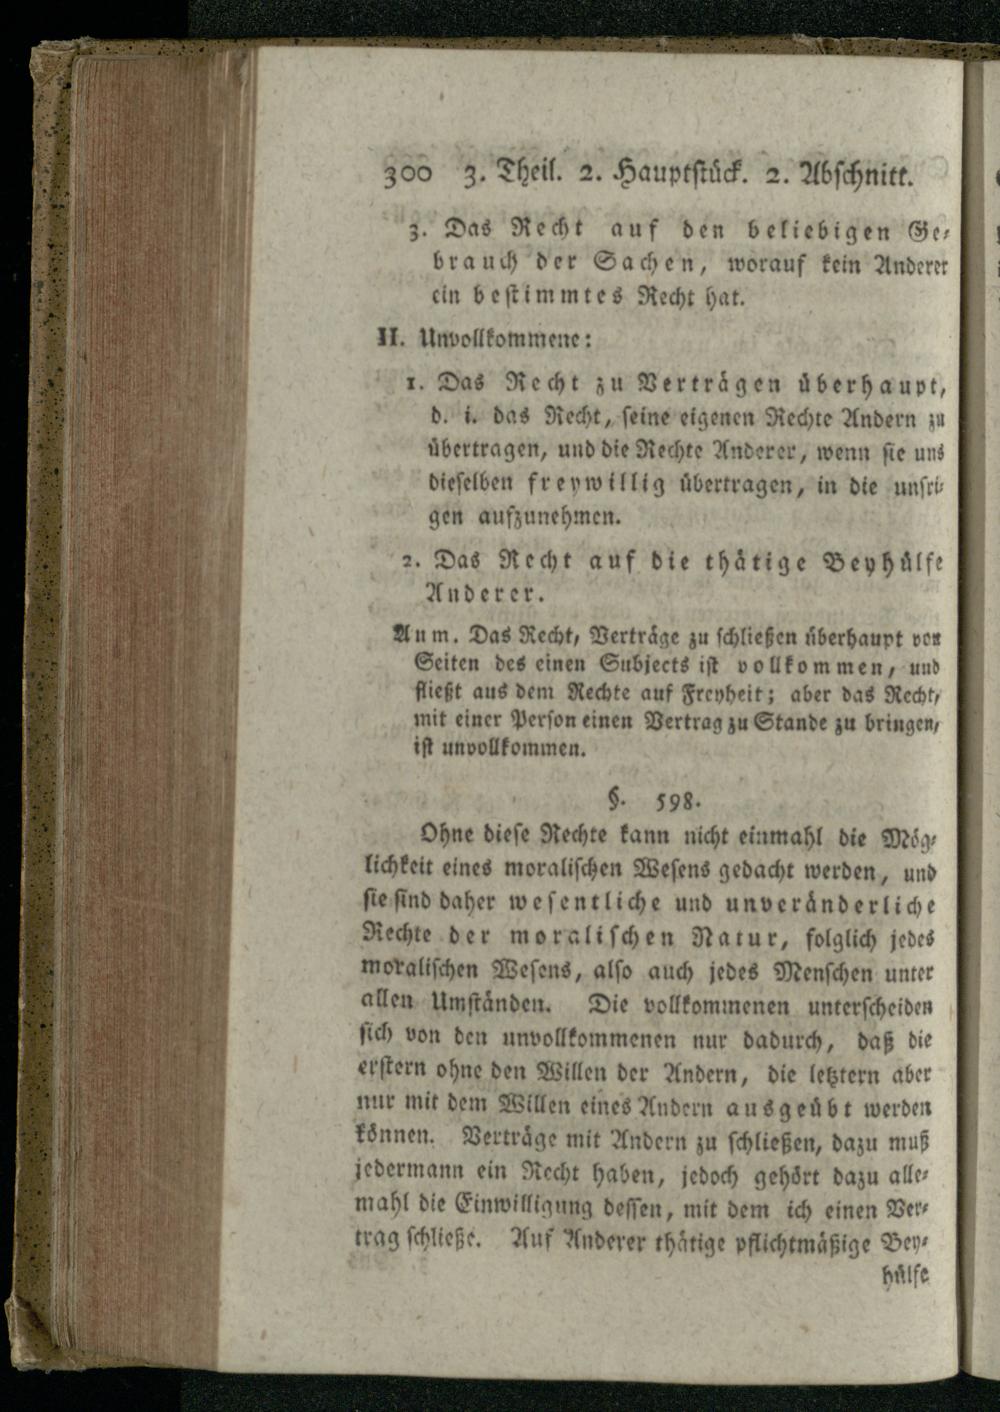 300 3. Theil. 2. Hauptstück. 2. Abschnitt.
3. Das Recht auf den beliebigen Ge-
brauch der Sachen, worauf kein Anderer
ein bestimmtes Recht hat.
II. Unvollkommene:
1. Das Recht zu Verträgen überhaupt,
d. i. das Recht, seine eigenen Rechte Andern zu
übertragen, und die Rechte Anderer, wenn sie uns
dieselben freywillig übertragen, in die unsri-
gen aufzunehmen.
2. Das Recht auf die thätige Beyhülfe
Anderer.
Anm. Das Recht, Verträge zu schließen überhaupt von
Seiten des einen Subjects ist vollkommen, und
fließt aus dem Rechte auf Freyheit; aber das Recht,
mit einer Person einen Vertrag zu Stande zu bringen,
ist unvollkommen.
§. 598.
Ohne diese Rechte kann nicht einmahl die Mög-
lichkeit eines moralischen Wesens gedacht werden, und
sie sind daher wesentliche und unveränderliche
Rechte der moralischen Natur, folglich jedes
moralischen Wesens, also auch jedes Menschen unter
allen Umständen. Die vollkommenen unterscheiden
sich von den unvollkommenen nur dadurch, daß die
erstern ohne den Willen der Andern, die letztern aber
nur mit dem Willen eines Andern ausgeübt werden
können. Verträge mit Andern zu schließen, dazu muß
jedermann ein Recht haben, jedoch gehört dazu alle-
mahl die Einwilligung dessen, mit dem ich einen Ver-
trag schließe. Auf Anderer thätige pflichtmäßige Bey-
hülfe